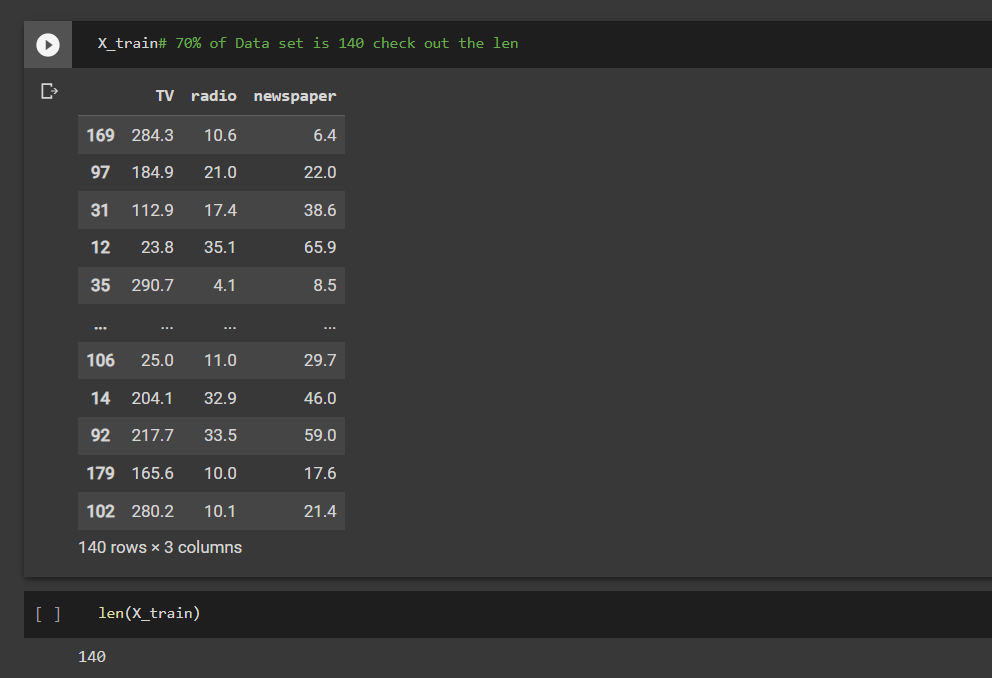 X_train# 70% of Data set is 140 check out the len
TV radio newspaper
169 284.3 10.6 6.4
97 184.9 21.0 22.0
31 112.9 17.4 38.6
12 23.8 35.1 65.9
35 290.7 4.1 8.5
... ... ... ...
106 25.0 11.0 29.7
14 204.1 32.9 46.0
92 217.7 33.5 59.0
179 165.6 10.0 17.6
102 280.2 10.1 21.4
140 rows × 3 columns
[ ] len(X_train)
140